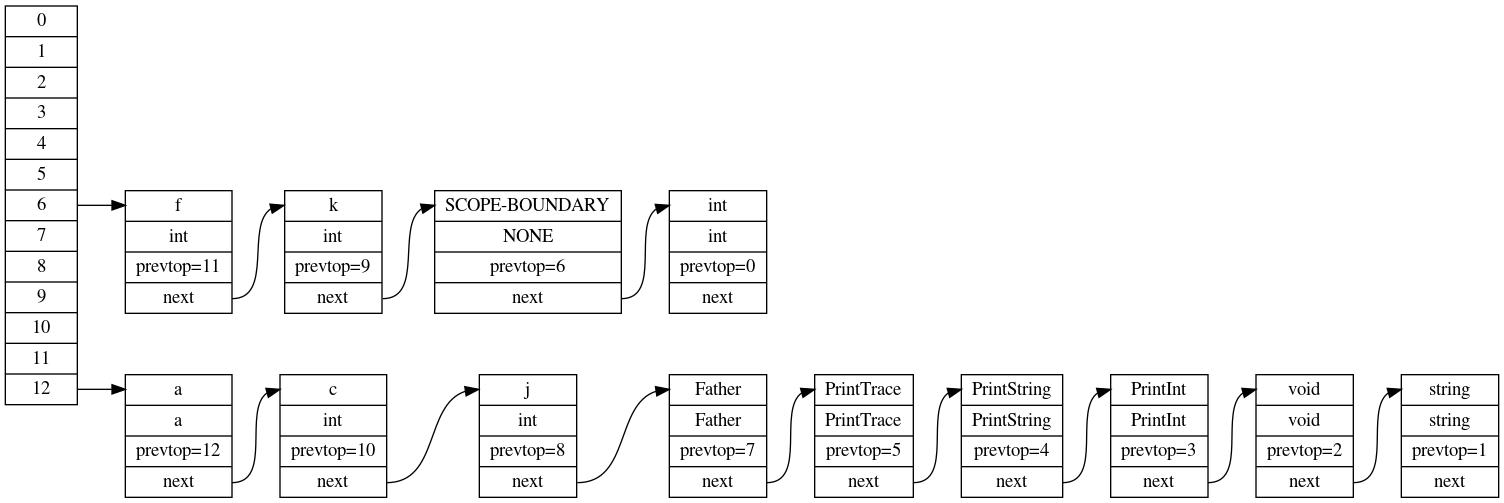 0
1
2
3
4
5
6
7
8
9
10
11
12
f
int
prevtop=11
next
k
int
prevtop=9
next
SCOPE-BOUNDARY
NONE
prevtop=6
next
int
int
prevtop=0
next
a
a
prevtop=12
next
c
int
prevtop=10
next
j
int
prevtop=8
next
Father
Father
prevtop=7
next
PrintTrace
PrintTrace
prevtop=5
next
PrintString
PrintString
prevtop=4
next
PrintInt
PrintInt
prevtop=3
next
void
void
prevtop=2
next
string
string
prevtop=1
next